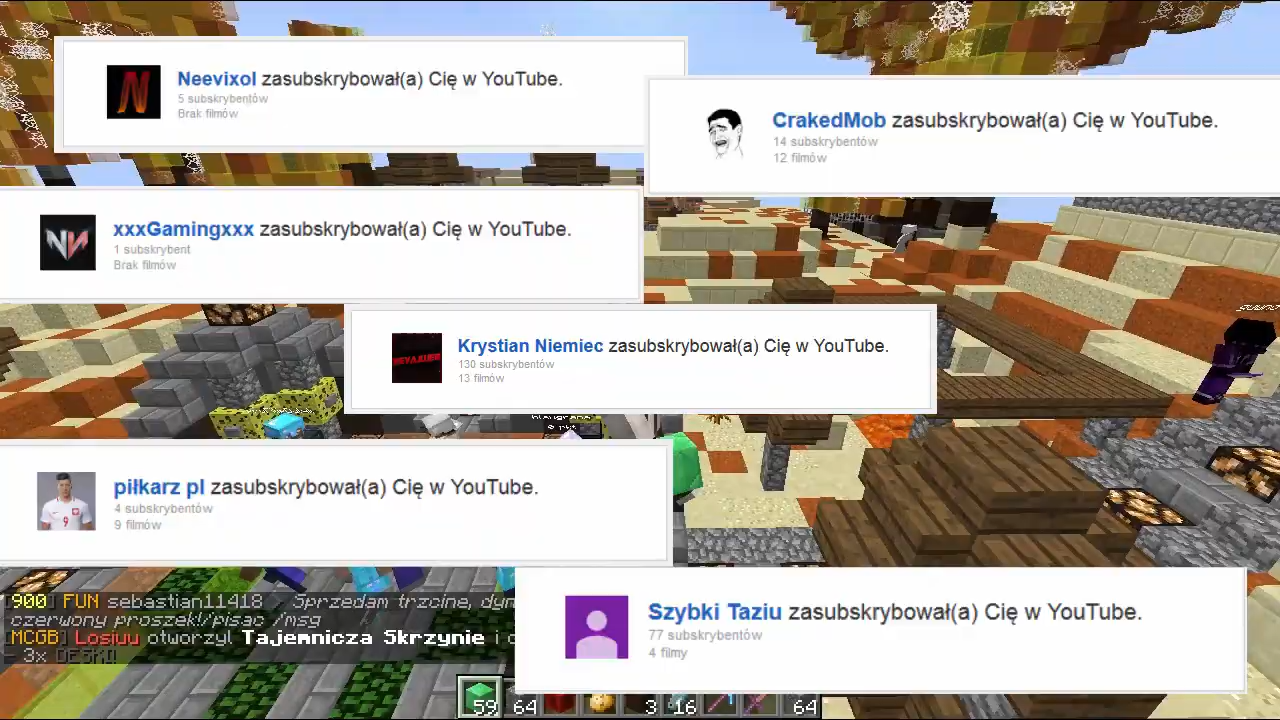 Neevixol zasubskrybował(a) Cię w YouTube.
5 subskrybentów
Brak filmów
CrakedMob zasubskrybował(a) Cię w YouTube.
14 subskrybentów
12 filmów
xxxGamingxxx zasubskrybował(a) Cię w YouTube.
1 subskrybent
Brak filmów
Krystian Niemiec zasubskrybował(a) Cię w YouTube.
130 subskrybentów
13 filmów
piłkarz pl zasubskrybował(a) Cię w YouTube.
4 subskrybentów
9 filmów
Szybki Taziu zasubskrybował(a) Cię w YouTube.
77 subskrybentów
4 filmy
[900] FUN sebastian11418 Sprzedam trzcine,
czerwony proszek!/pisac /msg
[MCGB] Losiuu otworzyl Tajemnicza Skrzynie i
- 3x
59 64 3 16 64